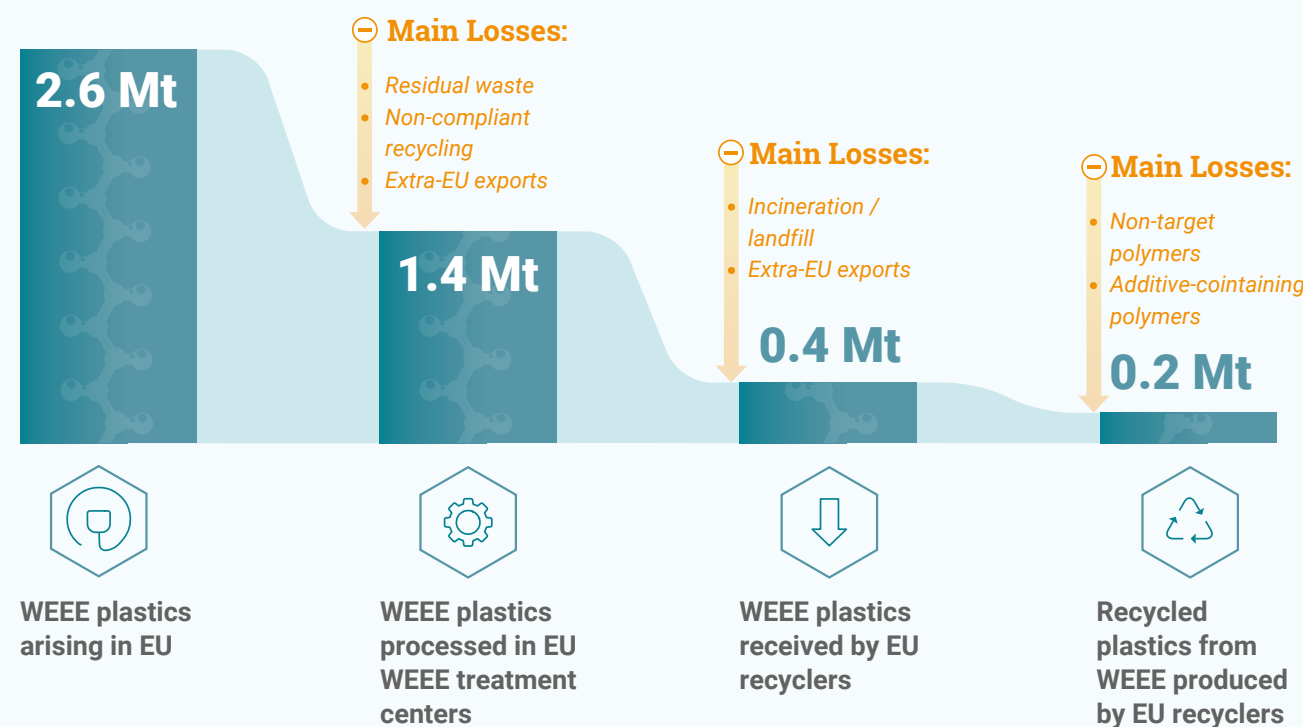 2.6 Mt
Main Losses:
Residual waste
Non-compliant
recycling
Extra-EU exports
1.4 Mt
Main Losses:
Incineration /
landfill
Extra-EU exports
0.4 Mt
Main Losses:
Non-target
polymers
Additive-cointaining
polymers
0.2 Mt
WEEE plastics
arising in EU
WEEE plastics
processed in EU
WEEE treatment
centers
WEEE plastics
received by EU
recyclers
Recycled
plastics from
WEEE produced
by EU recyclers